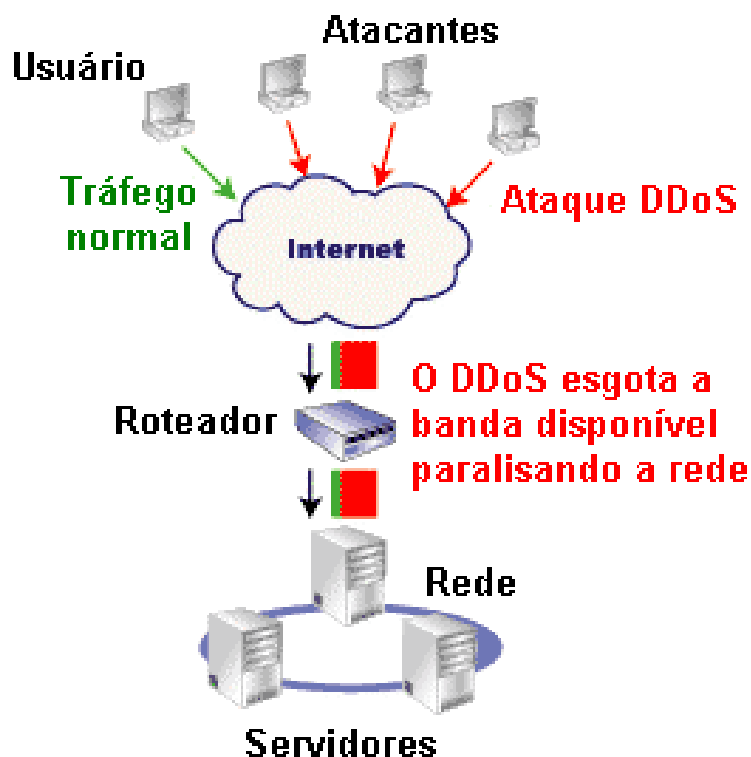 Atacantes
Usuário
Tráfego
normal
Ataque DDoS
Internet
O DDoS esgota a
banda disponível
paralisando a rede
Roteador
Rede
Servidores